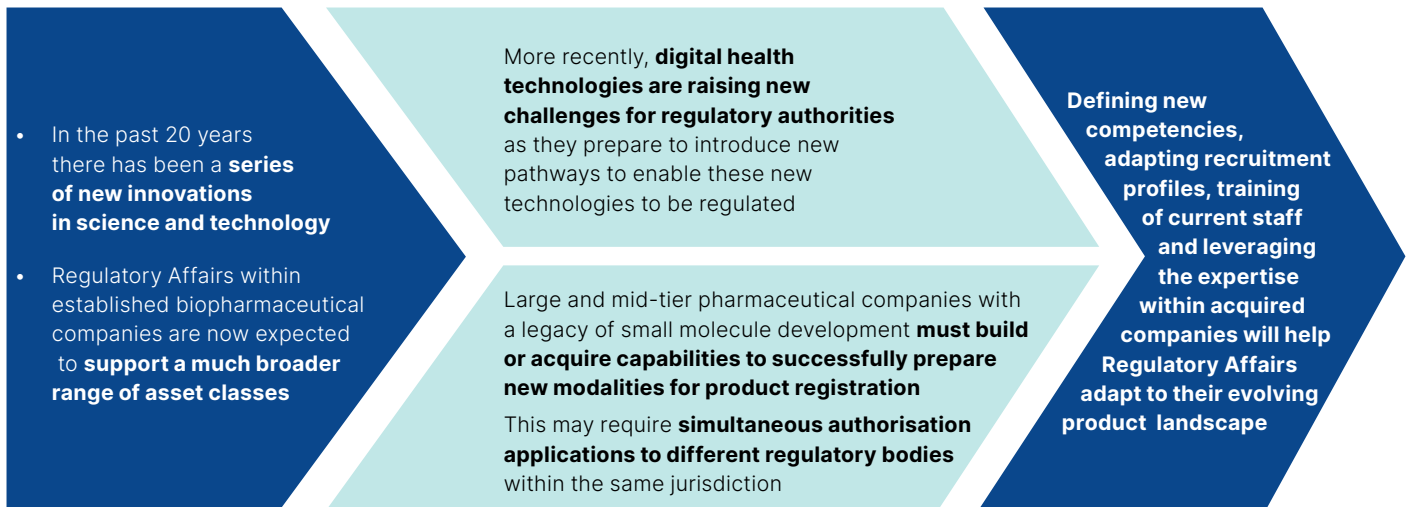 • In the past 20 years
there has been a series
of new innovations
in science and technology
• Regulatory Affairs within
established biopharmaceutical
companies are now expected
to support a much broader
range of asset classes
More recently, digital health
technologies are raising new
challenges for regulatory authorities
as they prepare to introduce new
pathways to enable these new
technologies to be regulated
Large and mid-tier pharmaceutical companies with
a legacy of small molecule development must build
or acquire capabilities to successfully prepare
new modalities for product registration
This may require simultaneous authorisation
applications to different regulatory bodies
within the same jurisdiction
Defining new
competencies,
adapting recruitment
profiles, training
of current staff
and leveraging
the expertise
within acquired
companies will help
Regulatory Affairs
adapt to their evolving
product landscape